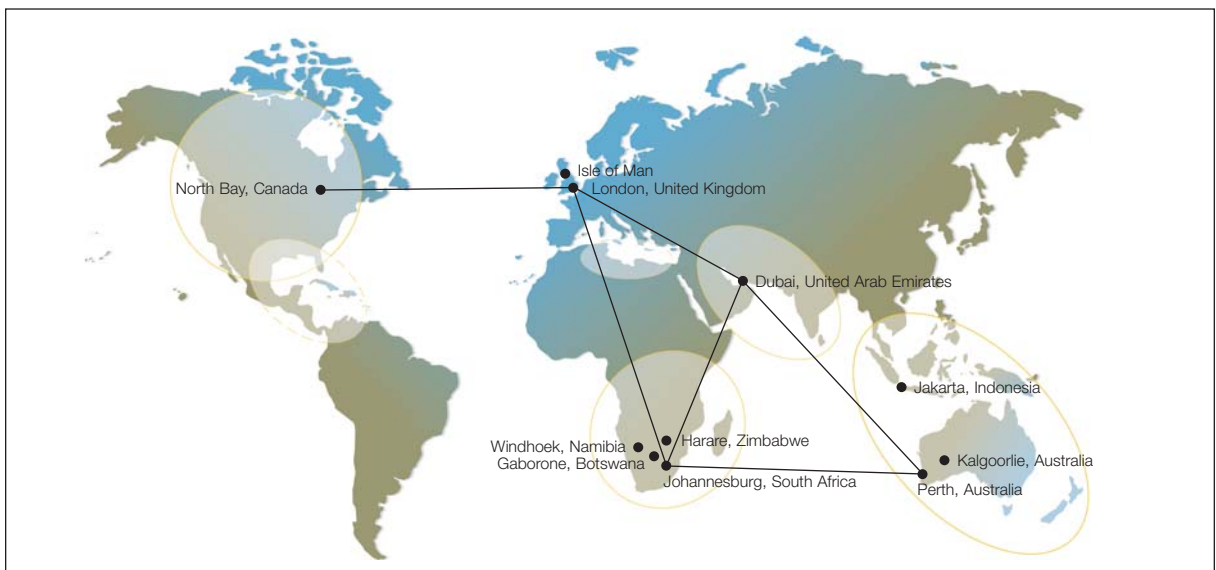 Isle of Man
North Bay, Canada
London, United Kingdom
Dubai, United Arab Emirates
Jakarta, Indonesia
Harare, Zimbabwe
Windhoek, Namibia
Gaborone, Botswana
Kalgoorlie, Australia
Johannesburg, South Africa
Perth, Australia